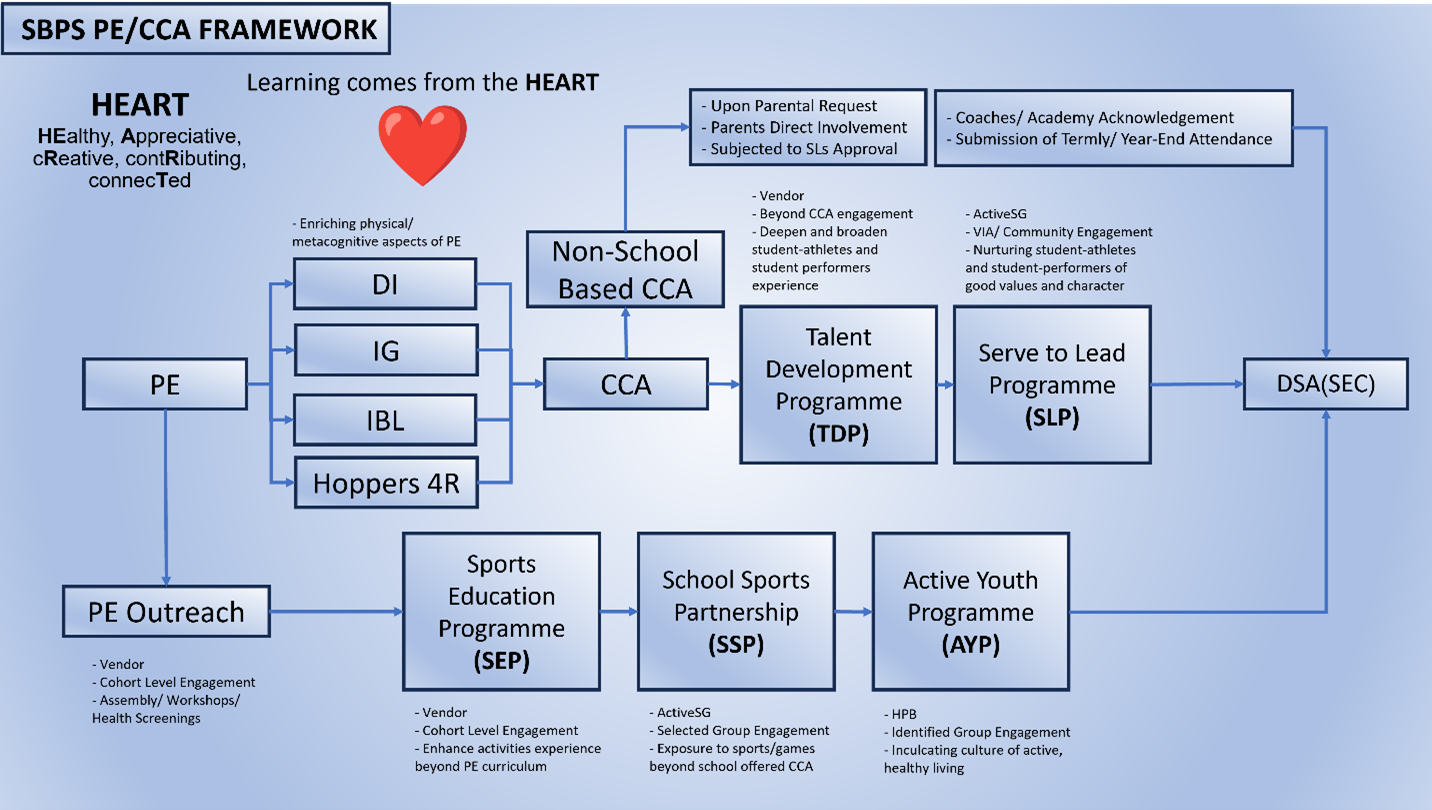 SBPS PE/CCA FRAMEWORK
Learning comes from the HEART
HEART
HEalthy, Appreciative,
cReative, contRibuting,
connecTed
- Upon Parental Request
- Parents Direct Involvement
- Subjected to SLs Approval
- Coaches/ Academy Acknowledgement
- Submission of Termly/ Year-End Attendance
- Enriching physical/
metacognitive aspects of PE
DI
IG
IBL
Hoppers 4R
PE
Non-School
Based CCA
CCA
- Vendor
- Beyond CCA engagement
- Deepen and broaden
student-athletes and
student performers
experience
Talent
Development
Programme
(TDP)
- ActiveSG
- VIA/ Community Engagement
- Nurturing student-athletes
and student-performers of
good values and character
Serve to Lead
Programme
(SLP)
DSA(SEC)
PE Outreach
- Vendor
- Cohort Level Engagement
- Assembly/ Workshops/
Health Screenings
Sports
Education
Programme
(SEP)
- Vendor
- Cohort Level Engagement
- Enhance activities experience
beyond PE curriculum
School Sports
Partnership
(SSP)
- ActiveSG
- Selected Group Engagement
- Exposure to sports/games
beyond school offered CCA
Active Youth
Programme
(AYP)
- HPB
- Identified Group Engagement
- Inculcating culture of active,
healthy living